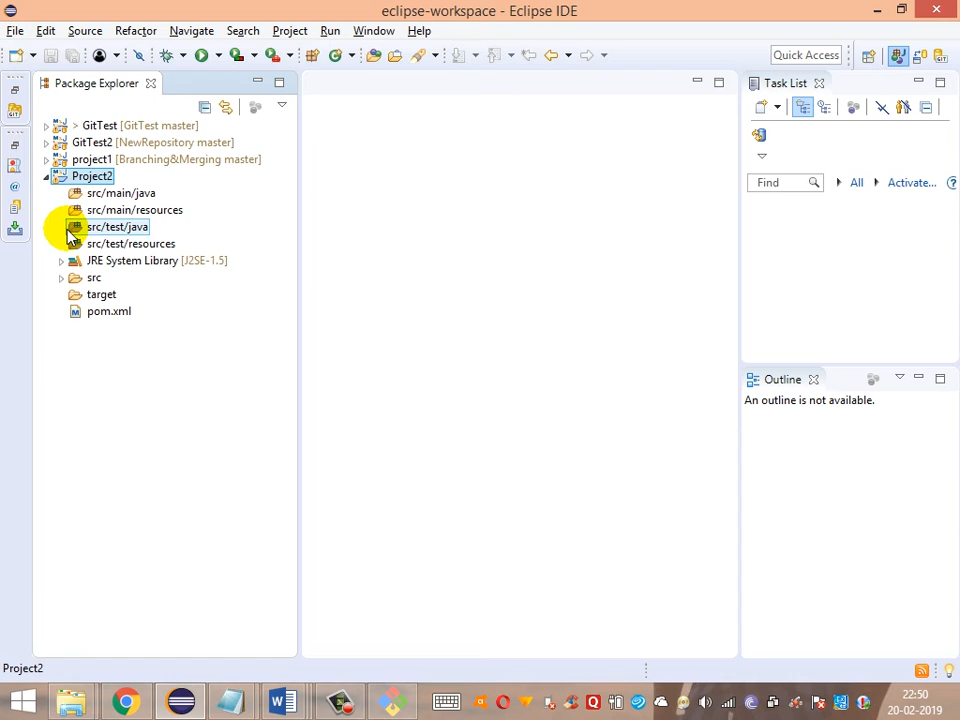 eclipse-workspace - Eclipse IDE
File Edit Source Refactor Navigate Search Project Run Window Help
Quick Access
Package Explorer
Task List
> GitTest [GitTest master]
GitTest2 [NewRepository master]
project1 [Branching&Merging master]
Project2
src/main/java
src/main/resources
src/test/java
src/test/resources
JRE System Library [J2SE-1.5]
src
target
pom.xml
Find
All
Activate...
Outline
An outline is not available.
Project2
22:50
20-02-2019